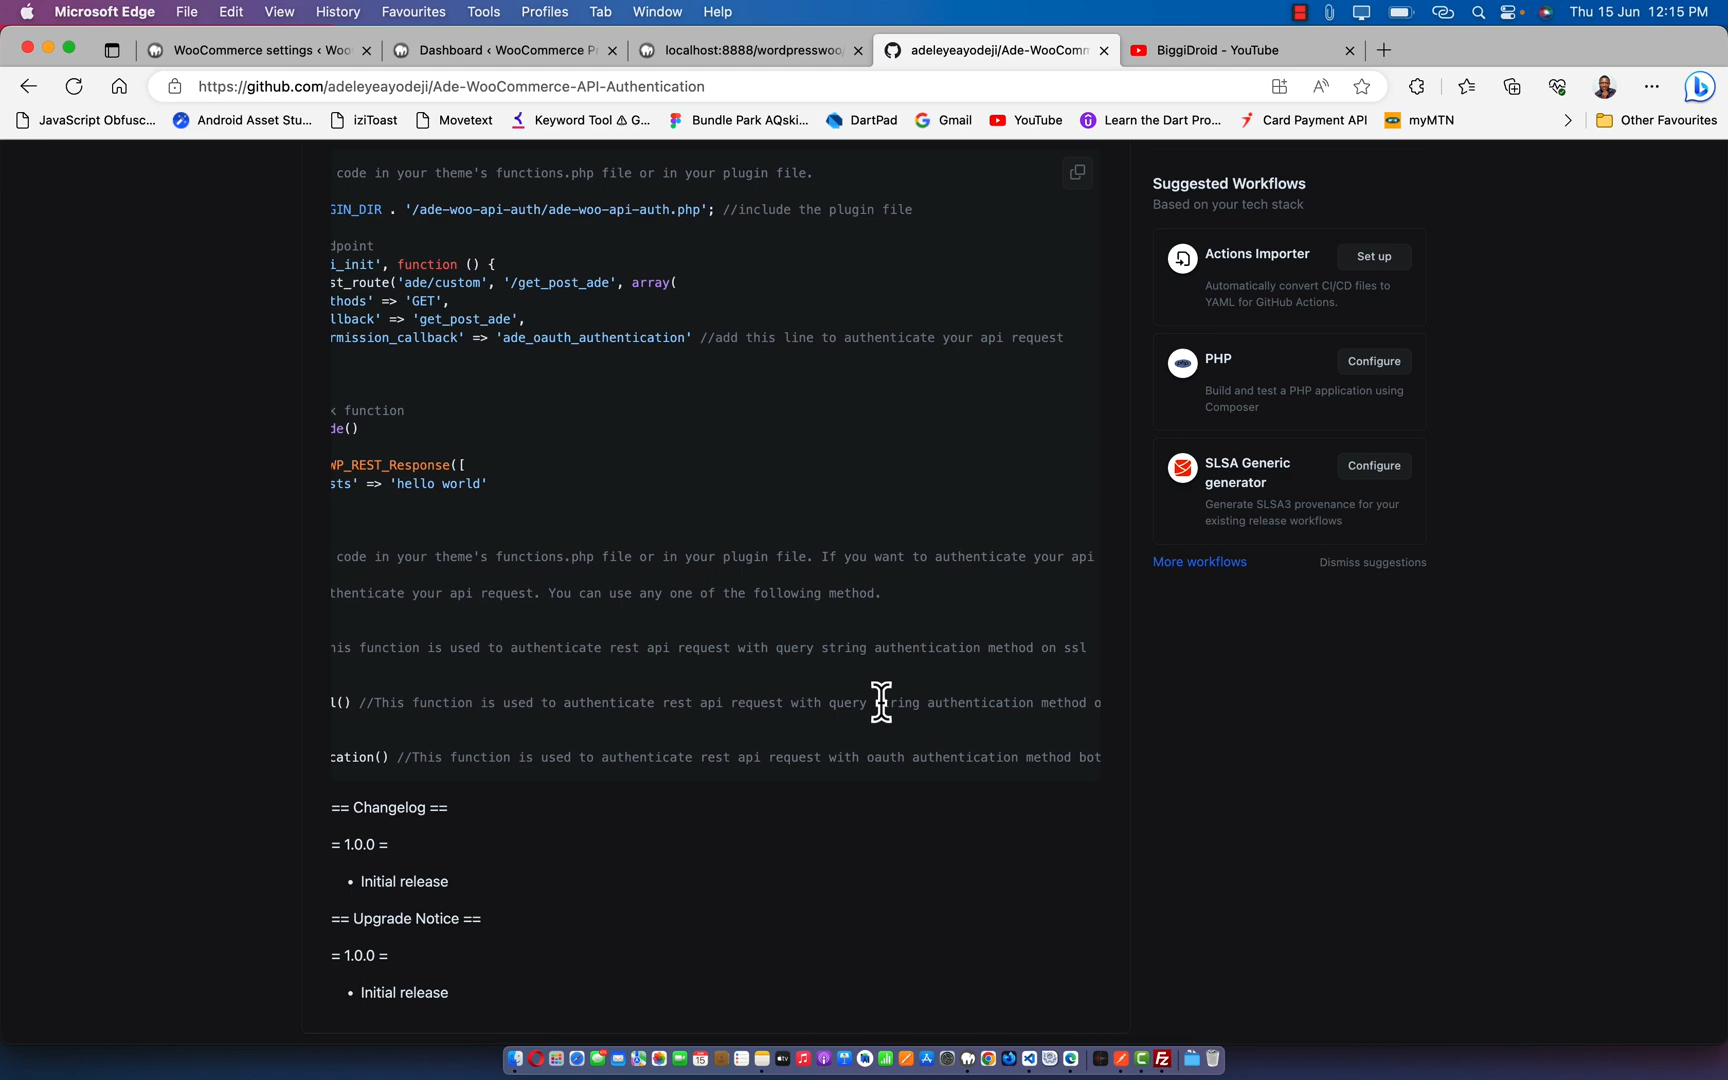 Microsoft Edge File Edit View History Favourites Tools Profiles Tab Window Help Thu 15 Jun 12:15 PM
WooCommerce settings ‹ Woo Dashboard ‹ WooCommerce P localhost:8888/wordpresswoo adeleyeayodeji/Ade-WooComm BiggiDroid - YouTube
https://github.com/adeleyeayodeji/Ade-WooCommerce-API-Authentication
JavaScript Obfusc... Android Asset Stu... iziToast Movetext Keyword Tool ⚠ G... Bundle Park AQski... DartPad Gmail YouTube Learn the Dart Pro... Card Payment API myMTN Other Favourites
code in your theme's functions.php file or in your plugin file.
GIN_DIR . '/ade-woo-api-auth/ade-woo-api-auth.php'; //include the plugin file
dpoint
i_init', function () {
st_route('ade/custom', '/get_post_ade', array(
thods' => 'GET',
llback' => 'get_post_ade',
rmission_callback' => 'ade_oauth_authentication' //add this line to authenticate your api request
k function
de()
WP_REST_Response([
sts' => 'hello world'
code in your theme's functions.php file or in your plugin file. If you want to authenticate your api
thenticate your api request. You can use any one of the following method.
his function is used to authenticate rest api request with query string authentication method on ssl
l() //This function is used to authenticate rest api request with query string authentication method o
cation() //This function is used to authenticate rest api request with oauth authentication method bot
== Changelog ==
= 1.0.0 =
• Initial release
== Upgrade Notice ==
= 1.0.0 =
• Initial release
Suggested Workflows
Based on your tech stack
Actions Importer Set up
Automatically convert CI/CD files to
YAML for GitHub Actions.
PHP Configure
Build and test a PHP application using
Composer
SLSA Generic
generator Configure
Generate SLSA3 provenance for your
existing release workflows
More workflows Dismiss suggestions